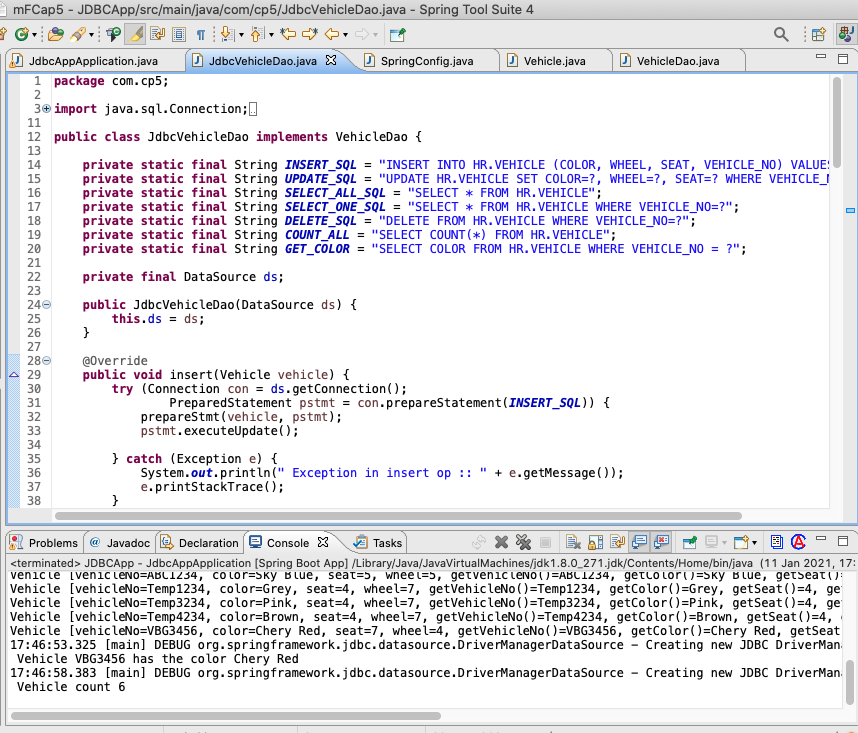 mFCap5 - JDBCApp/src/main/java/com/cp5/JdbcVehicleDao.java - Spring Tool Suite 4
JdbcAppApplication.java
JdbcVehicleDao.java
SpringConfig.java
Vehicle.java
VehicleDao.java
1 package com.cp5;
2
3 import java.sql.Connection;
11
12 public class JdbcVehicleDao implements VehicleDao {
13
14 private static final String INSERT_SQL = "INSERT INTO HR.VEHICLE (COLOR, WHEEL, SEAT, VEHICLE_NO) VALUES
15 private static final String UPDATE_SQL = "UPDATE HR.VEHICLE SET COLOR=?, WHEEL=?, SEAT=? WHERE VEHICLE_N
16 private static final String SELECT_ALL_SQL = "SELECT * FROM HR.VEHICLE";
17 private static final String SELECT_ONE_SQL = "SELECT * FROM HR.VEHICLE WHERE VEHICLE_NO=?";
18 private static final String DELETE_SQL = "DELETE FROM HR.VEHICLE WHERE VEHICLE_NO=?";
19 private static final String COUNT_ALL = "SELECT COUNT(*) FROM HR.VEHICLE";
20 private static final String GET_COLOR = "SELECT COLOR FROM HR.VEHICLE WHERE VEHICLE_NO = ?";
21
22 private final DataSource ds;
23
24 public JdbcVehicleDao(DataSource ds) {
25 this.ds = ds;
26 }
27
28 @Override
29 public void insert(Vehicle vehicle) {
30 try (Connection con = ds.getConnection();
31 PreparedStatement pstmt = con.prepareStatement(INSERT_SQL)) {
32 prepareStmt(vehicle, pstmt);
33 pstmt.executeUpdate();
34
35 } catch (Exception e) {
36 System.out.println(" Exception in insert op :: " + e.getMessage());
37 e.printStackTrace();
38 }
Problems
Javadoc
Declaration
Console
Tasks
<terminated> JDBCApp - JdbcAppApplication [Spring Boot App] /Library/Java/JavaVirtualMachines/jdk1.8.0_271.jdk/Contents/Home/bin/java (11 Jan 2021, 17:
Vehicle [vehicleNo=ABC1234, color=Sky Blue, seat=5, wheel=5, getVehicleNo()=ABC1234, getColor()=Sky Blue, getSeat()=
Vehicle [vehicleNo=Temp1234, color=Grey, seat=4, wheel=7, getVehicleNo()=Temp1234, getColor()=Grey, getSeat()=4, ge
Vehicle [vehicleNo=Temp3234, color=Pink, seat=4, wheel=7, getVehicleNo()=Temp3234, getColor()=Pink, getSeat()=4, ge
Vehicle [vehicleNo=Temp4234, color=Brown, seat=4, wheel=7, getVehicleNo()=Temp4234, getColor()=Brown, getSeat()=4,
Vehicle [vehicleNo=VBG3456, color=Chery Red, seat=7, wheel=4, getVehicleNo()=VBG3456, getColor()=Chery Red, getSeat
17:46:53.325 [main] DEBUG org.springframework.jdbc.datasource.DriverManagerDataSource - Creating new JDBC DriverMan
Vehicle VBG3456 has the color Chery Red
17:46:58.383 [main] DEBUG org.springframework.jdbc.datasource.DriverManagerDataSource - Creating new JDBC DriverMan
Vehicle count 6